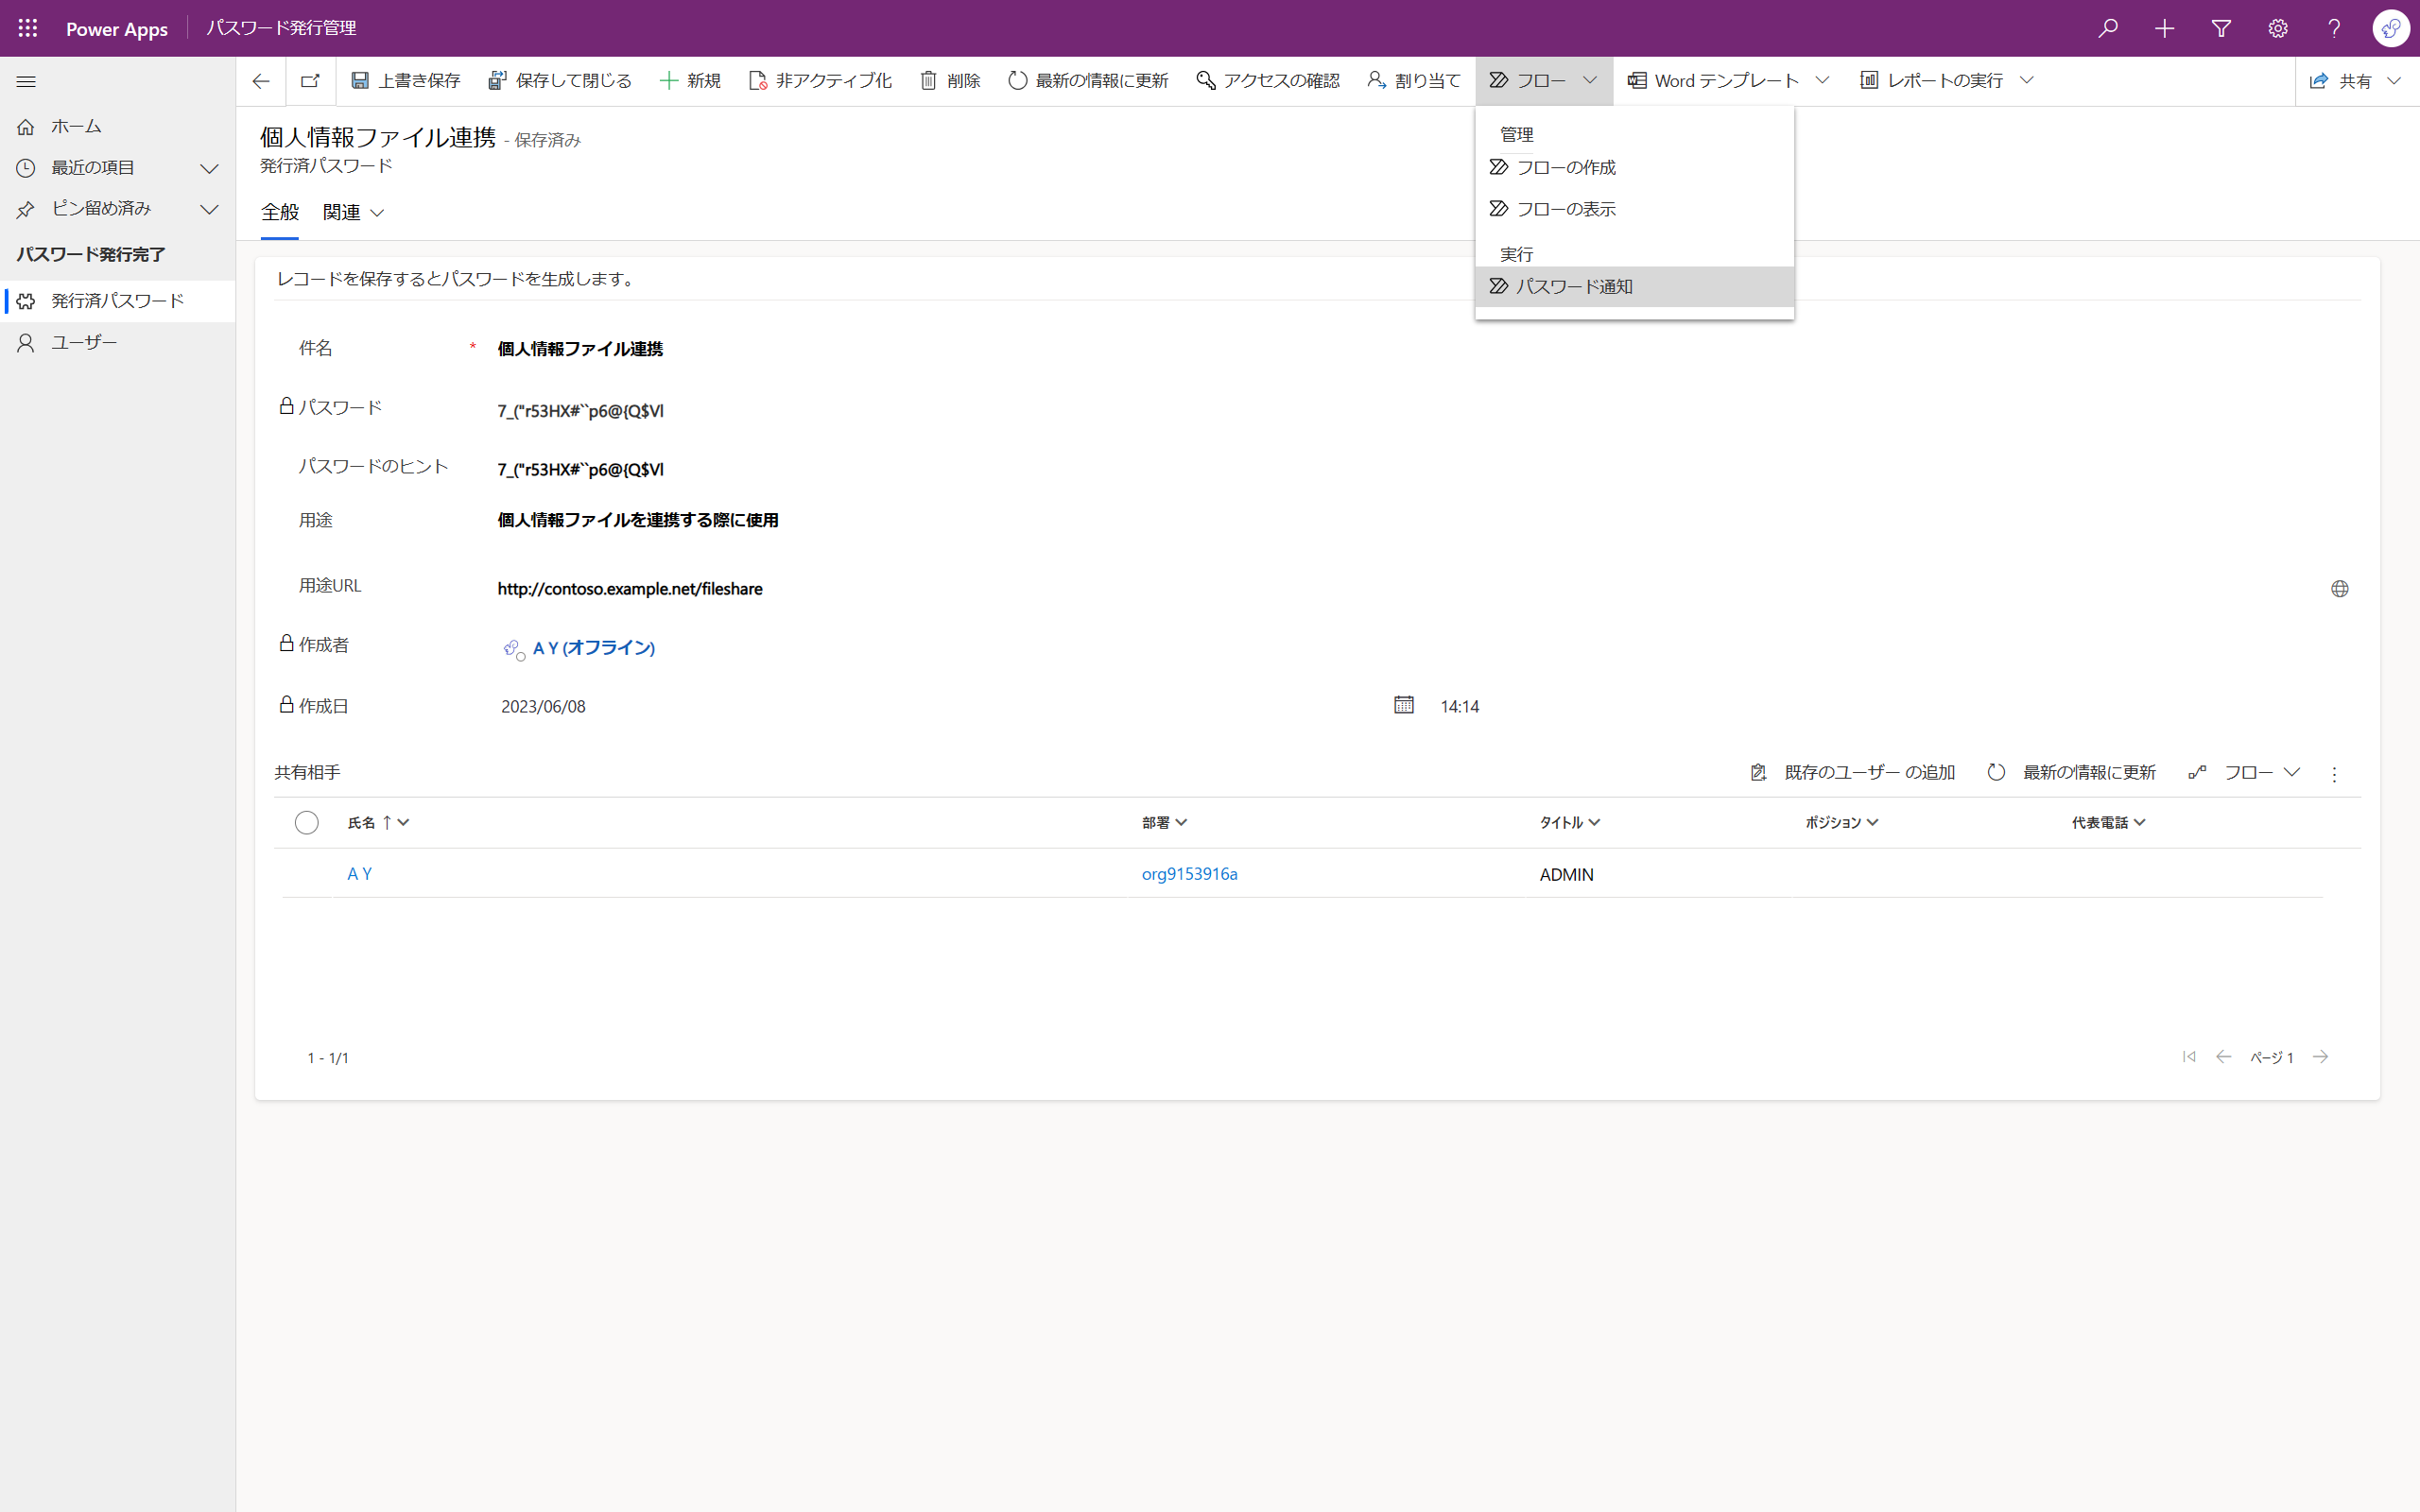 Power Apps パスワード発行管理
上書き保存 保存して閉じる 新規 非アクティブ化 削除 最新の情報に更新 アクセスの確認 割り当て フロー Word テンプレート レポートの実行 共有
ホーム
最近の項目
ピン留め済み
パスワード発行完了
発行済パスワード
ユーザー
個人情報ファイル連携 - 保存済み
発行済パスワード
全般 関連
管理
フローの作成
フローの表示
実行
パスワード通知
レコードを保存するとパスワードを生成します。
件名 * 個人情報ファイル連携
パスワード 7_("r53HX#``p6@{Q$Vl
パスワードのヒント 7_("r53HX#``p6@{Q$Vl
用途 個人情報ファイルを連携する際に使用
用途URL http://contoso.example.net/fileshare
作成者 A Y (オフライン)
作成日 2023/06/08 14:14
共有相手 既存のユーザー の追加 最新の情報に更新 フロー
氏名 ↑ 部署 タイトル ポジション 代表電話
A Y org9153916a ADMIN
1 - 1/1 ページ 1